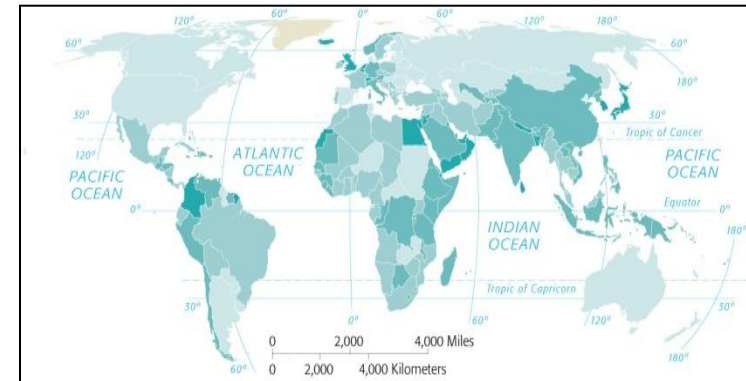 120° 60° 0° 60° 120° 180°
60° 60°
180°
30° 30°
Tropic of Cancer
120°
ATLANTIC
OCEAN
PACIFIC
OCEAN
PACIFIC
OCEAN
Equator
0° 0°
180°
INDIAN
OCEAN
Tropic of Capricorn
30° 0° 60° 120° 30°
180°
0 2,000 4,000 Miles
0 2,000 4,000 Kilometers
60°